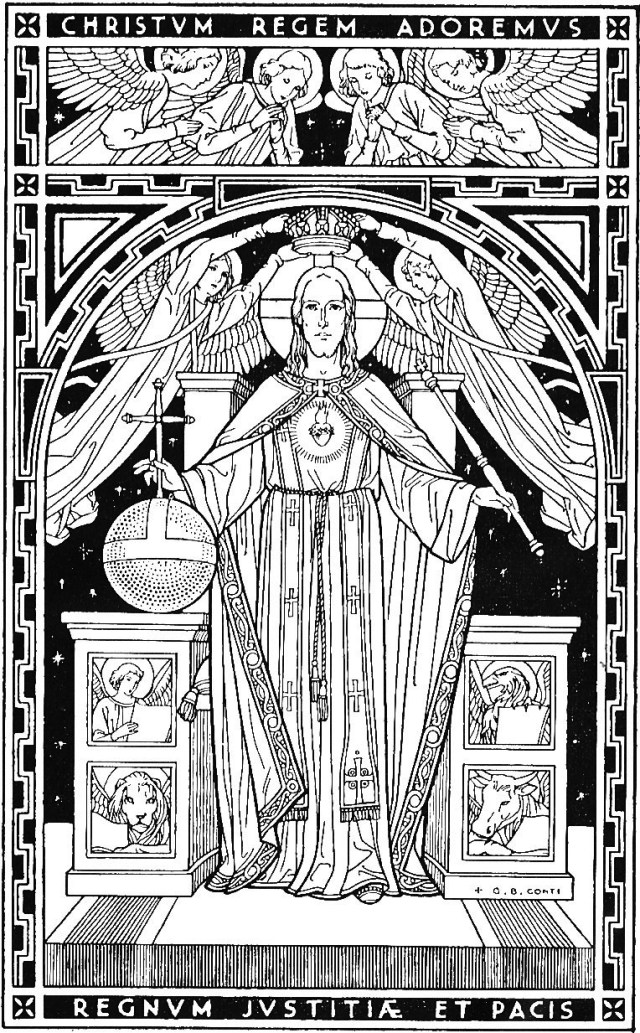 CHRISTVM REGEM ADOREMVS
+ G. B. CONTI
REGNVM JVSTITIÆ ET PACIS